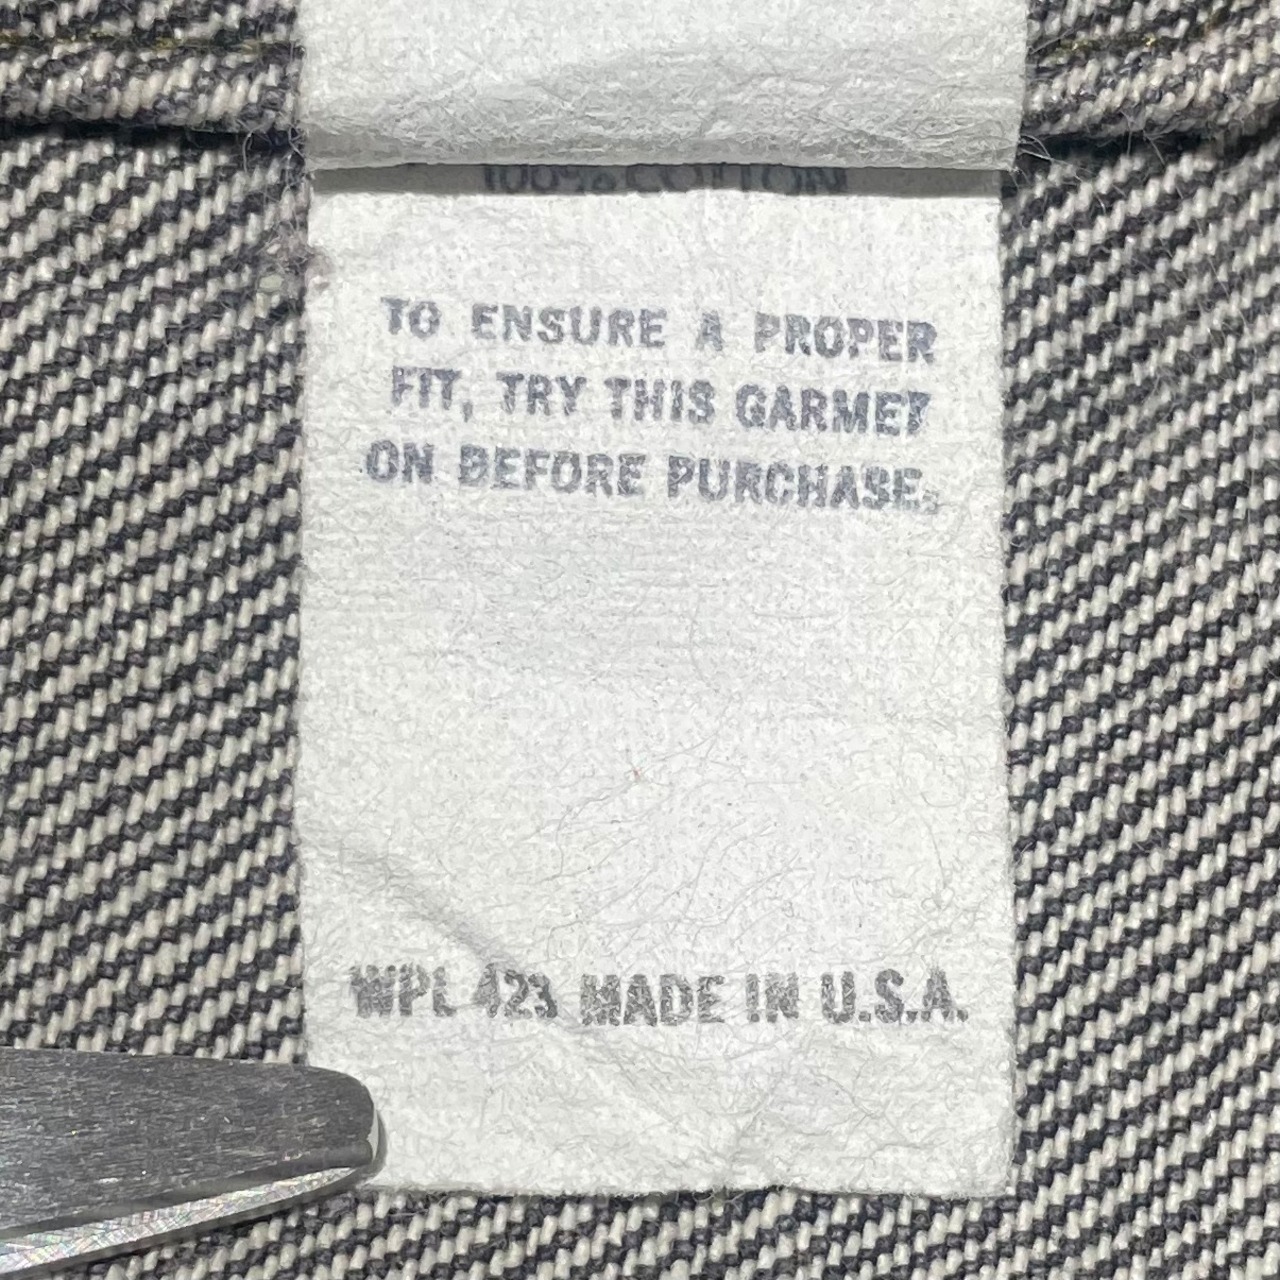 100% COTTON
TO ENSURE A PROPER
FIT, TRY THIS GARMET
ON BEFORE PURCHASE.
WPL 423 MADE IN U.S.A.